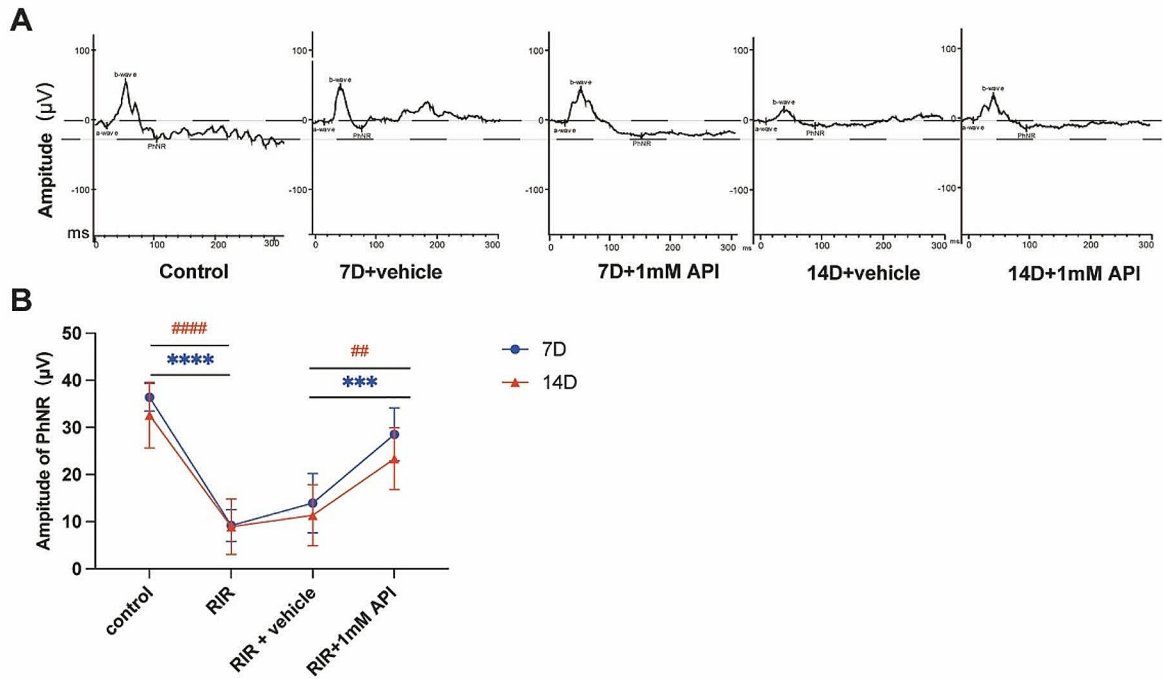 A
Ampitude (µV)
100
0
-100
ms
b-wave
a-wave
PhNR
0
100
200
300
Control
100
0
-100
b-wave
a-wave
PhNR
0
100
200
300
7D+vehicle
100
0
-100
b-wave
a-wave
PhNR
0
100
200
300
ms
7D+1mM API
100
0
-100
b-wave
a-wave
PhNR
0
100
200
300
ms
14D+vehicle
100
0
-100
b-wave
a-wave
PhNR
0
100
200
300
14D+1mM API
B
Ampitude of PhNR (µV)
50
40
30
20
10
0
####
****
##
***
7D
14D
control
RIR
RIR + vehicle
RIR+1mM API